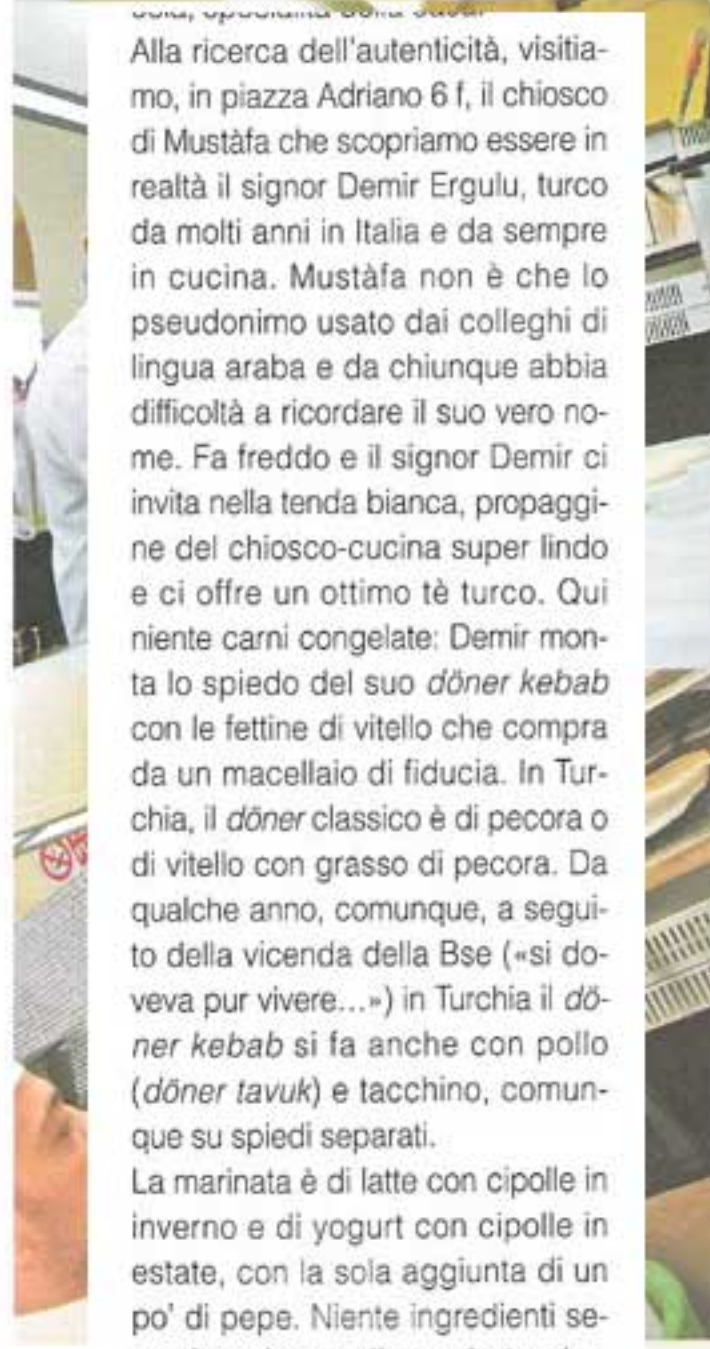 Alla ricerca dell'autenticità, visitia-
mo, in piazza Adriano 6 f, il chiosco
di Mustàfa che scopriamo essere in
realtà il signor Demir Ergulu, turco
da molti anni in Italia e da sempre
in cucina. Mustàfa non è che lo
pseudonimo usato dai colleghi di
lingua araba e da chiunque abbia
difficoltà a ricordare il suo vero no-
me. Fa freddo e il signor Demir ci
invita nella tenda bianca, propaggi-
ne del chiosco-cucina super lindo
e ci offre un ottimo tè turco. Qui
niente carni congelate: Demir mon-
ta lo spiedo del suo döner kebab
con le fettine di vitello che compra
da un macellaio di fiducia. In Tur-
chia, il döner classico è di pecora o
di vitello con grasso di pecora. Da
qualche anno, comunque, a segui-
to della vicenda della Bse («si do-
veva pur vivere...») in Turchia il dö-
ner kebab si fa anche con pollo
(döner tavuk) e tacchino, comun-
que su spiedi separati.
La marinata è di latte con cipolle in
inverno e di yogurt con cipolle in
estate, con la sola aggiunta di un
po' di pepe. Niente ingredienti se-